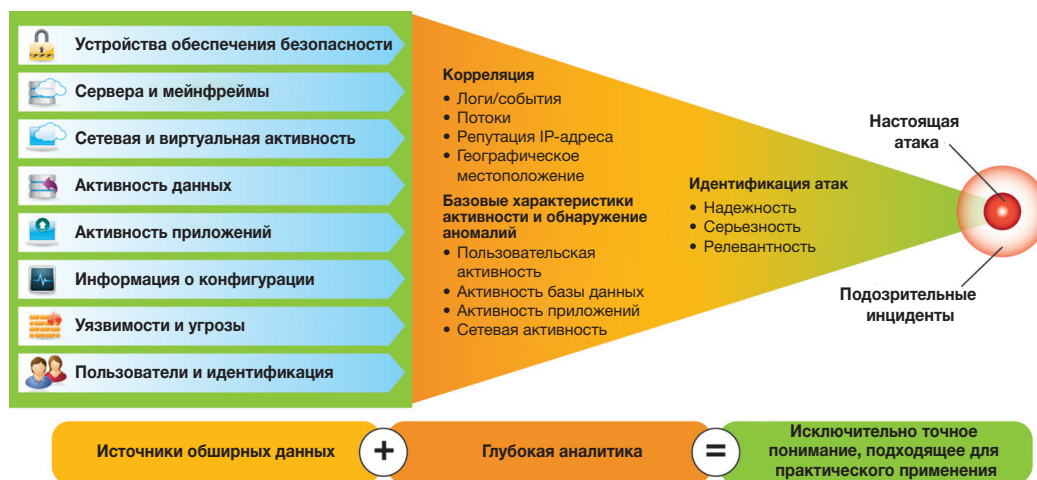 Устройства обеспечения безопасности
Сервера и мейнфреймы
Сетевая и виртуальная активность
Активность данных
Активность приложений
Информация о конфигурации
Уязвимости и угрозы
Пользователи и идентификация
Корреляция
• Логи/события
• Потоки
• Репутация IP-адреса
• Географическое
местоположение
Базовые характеристики
активности и обнаружение
аномалий
• Пользовательская
активность
• Активность базы данных
• Активность приложений
• Сетевая активность
Идентификация атак
• Надежность
• Серьезность
• Релевантность
Настоящая
атака
Подозрительные
инциденты
Источники обширных данных
+
Глубокая аналитика
=
Исключительно точное
понимание, подходящее для
практического применения